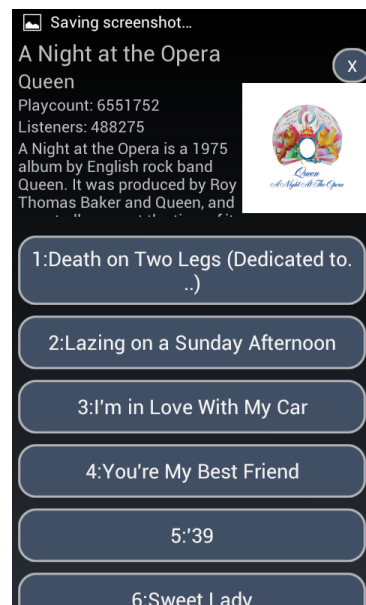 Saving screenshot...
A Night at the Opera
X
Queen
Playcount: 6551752
Listeners: 488275
A Night at the Opera is a 1975
album by English rock band
Queen. It was produced by Roy
Thomas Baker and Queen, and
Queen
A Night At The Opera
1:Death on Two Legs (Dedicated to.
..)
2:Lazing on a Sunday Afternoon
3:I'm in Love With My Car
4:You're My Best Friend
5:'39
6:Sweet Lady